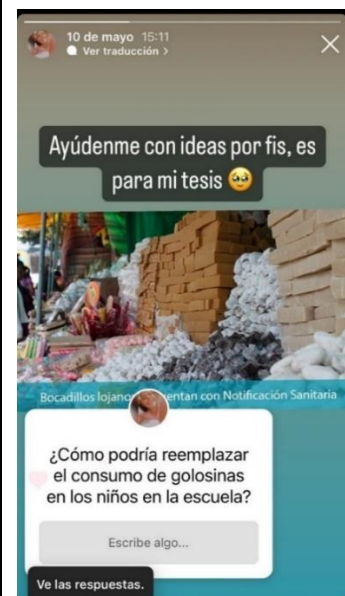 10 de mayo 15:11
Ver traducción >
Ayúdenme con ideas por fis, es
para mi tesis 🥹
Bocadillos lojano entan con Notificación Sanitaria
¿Cómo podría reemplazar
el consumo de golosinas
en los niños en la escuela?
Escribe algo...
Ve las respuestas.